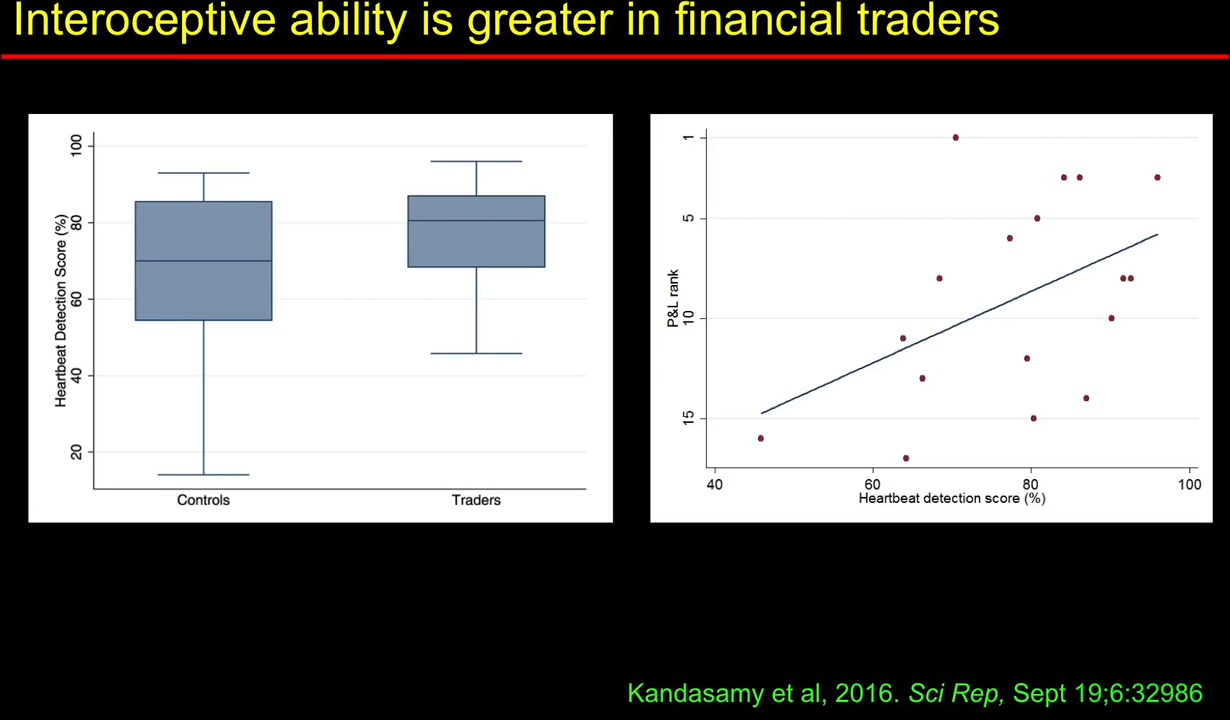 Interoceptive ability is greater in financial traders
Heartbeat Detection Score (%)
100
80
60
40
20
Controls Traders
P&L rank
1
5
10
15
40 60 80 100
Heartbeat detection score (%)
Kandasamy et al, 2016. Sci Rep, Sept 19;6:32986